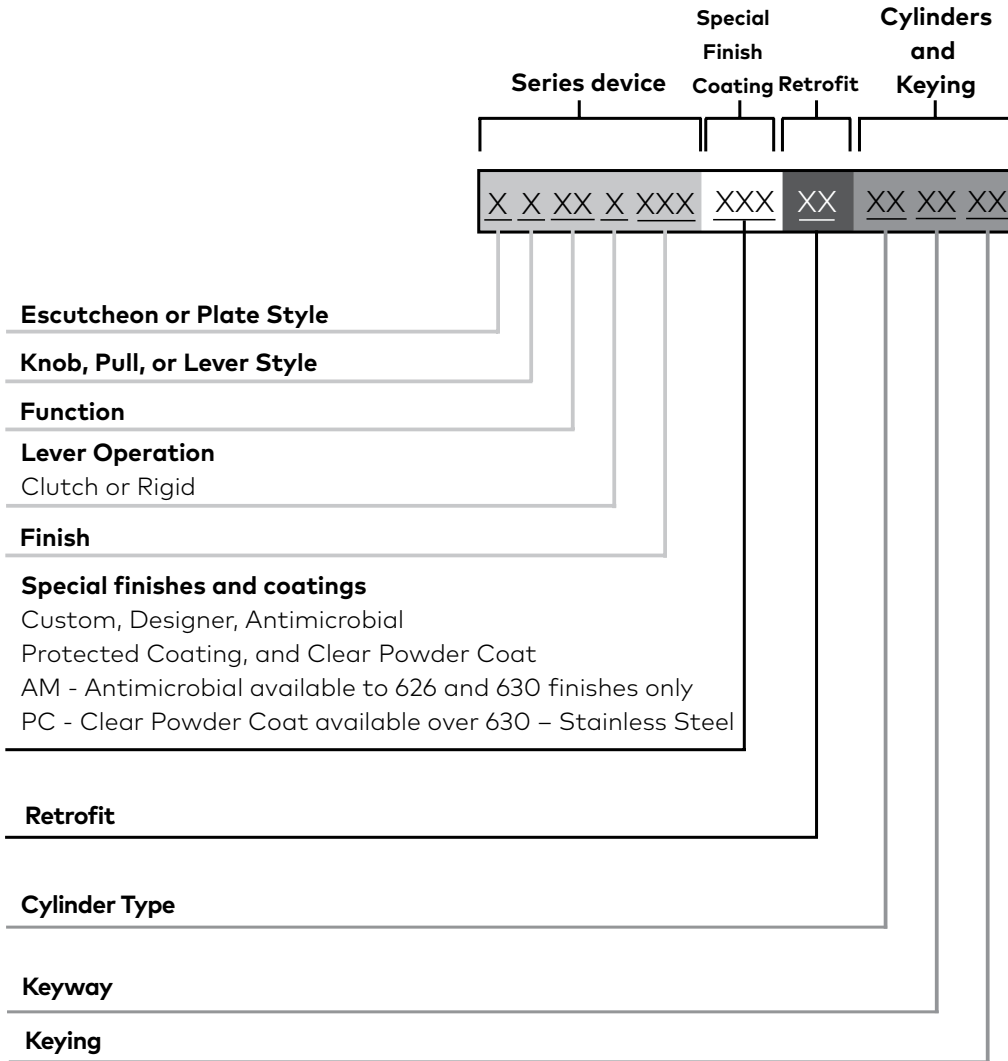 Special
Finish
Coating
Cylinders
and
Keying
Series device
Retrofit
X X XX X XXX XXX XX XX XX XX
Escutcheon or Plate Style
Knob, Pull, or Lever Style
Function
Lever Operation
Clutch or Rigid
Finish
Special finishes and coatings
Custom, Designer, Antimicrobial
Protected Coating, and Clear Powder Coat
AM - Antimicrobial available to 626 and 630 finishes only
PC - Clear Powder Coat available over 630 – Stainless Steel
Retrofit
Cylinder Type
Keyway
Keying